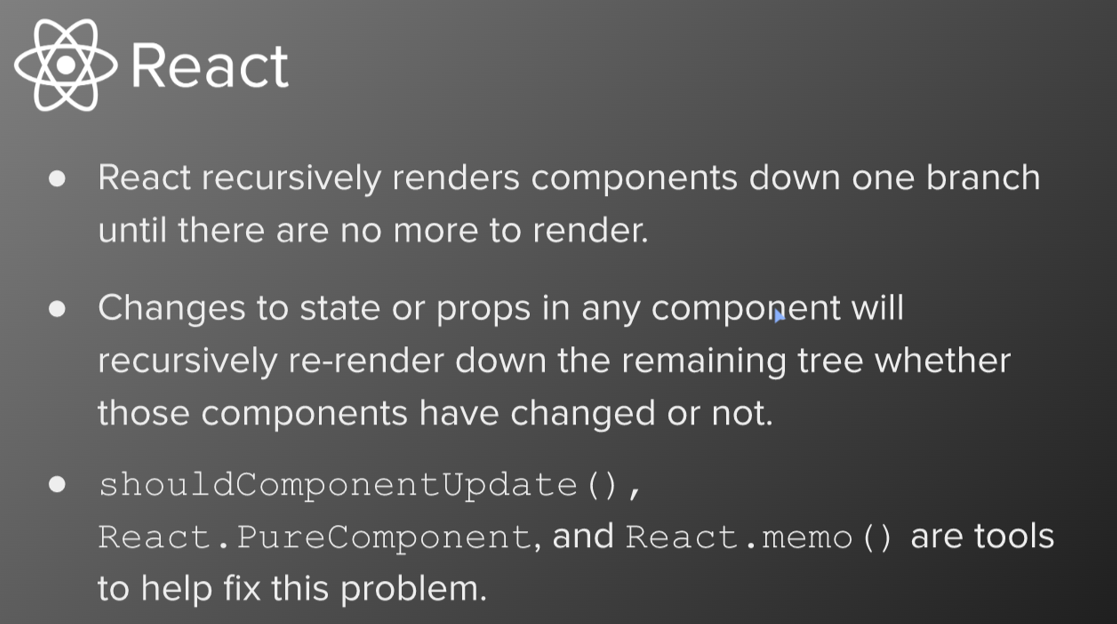 React
● React recursively renders components down one branch
until there are no more to render.
● Changes to state or props in any component will
recursively re-render down the remaining tree whether
those components have changed or not.
● shouldComponentUpdate(),
React.PureComponent, and React.memo() are tools
to help fix this problem.